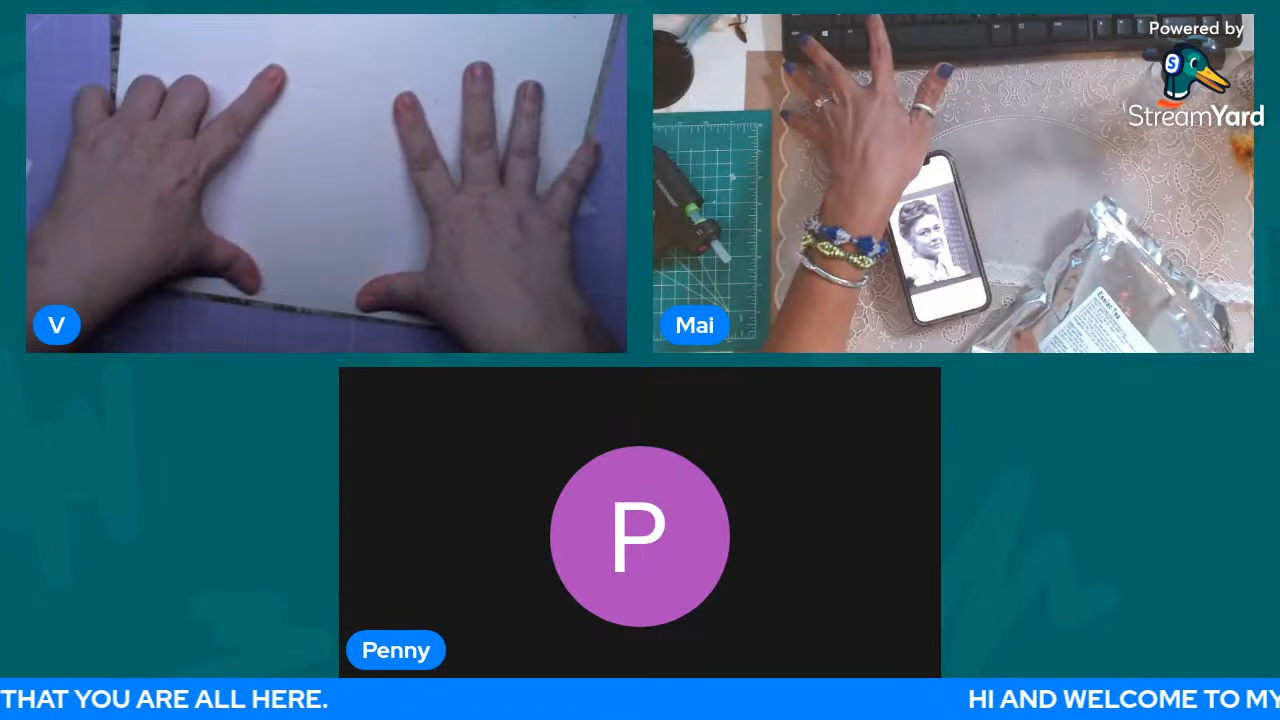 Powered by
S
StreamYard
V
Mai
P
Penny
THAT YOU ARE ALL HERE.
HI AND WELCOME TO MY